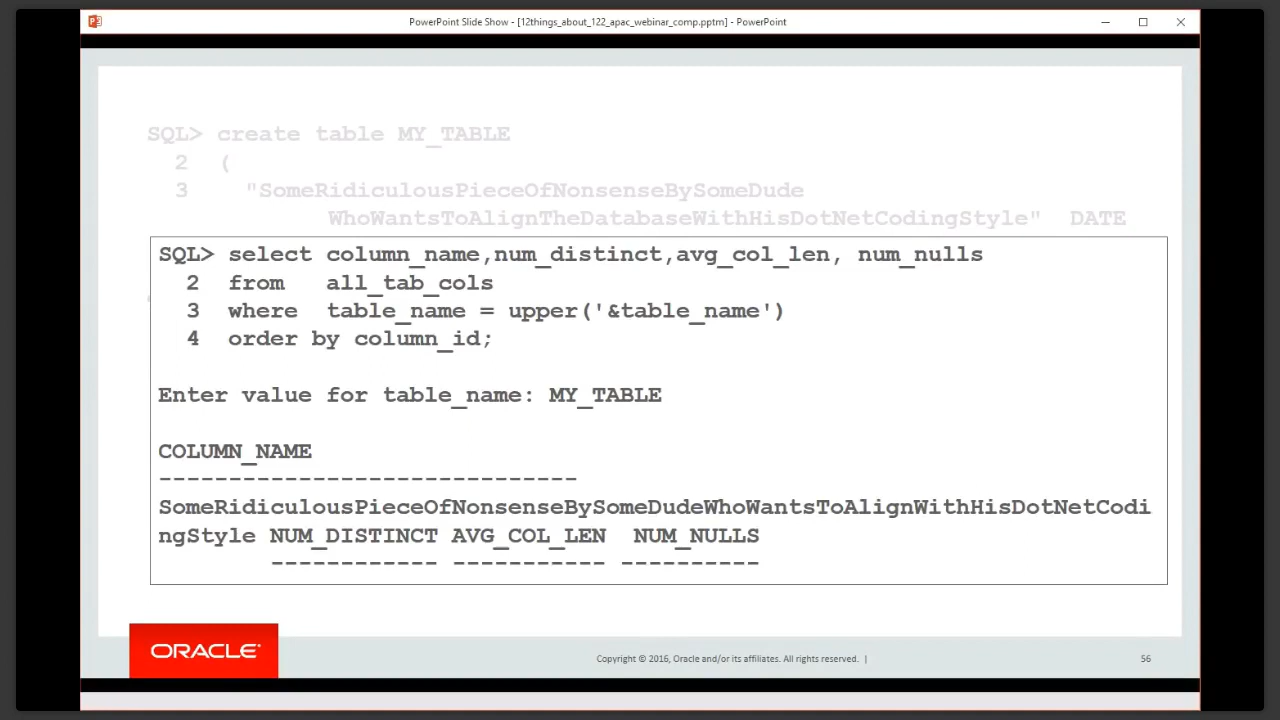 PowerPoint Slide Show - [12things_about_122_apac_webinar_comp.pptm] - PowerPoint
SQL> create table MY_TABLE
2 (
3 "SomeRidiculousPieceOfNonsenseBySomeDude
WhoWantsToAlignTheDatabaseWithHisDotNetCodingStyle" DATE
SQL> select column_name,num_distinct,avg_col_len, num_nulls
2 from all_tab_cols
3 where table_name = upper('&table_name')
4 order by column_id;
Enter value for table_name: MY_TABLE
COLUMN_NAME
------------------------------
SomeRidiculousPieceOfNonsenseBySomeDudeWhoWantsToAlignWithHisDotNetCodi
ngStyle NUM_DISTINCT AVG_COL_LEN NUM_NULLS
------------ ----------- ----------
ORACLE
Copyright © 2016, Oracle and/or its affiliates. All rights reserved. |
56